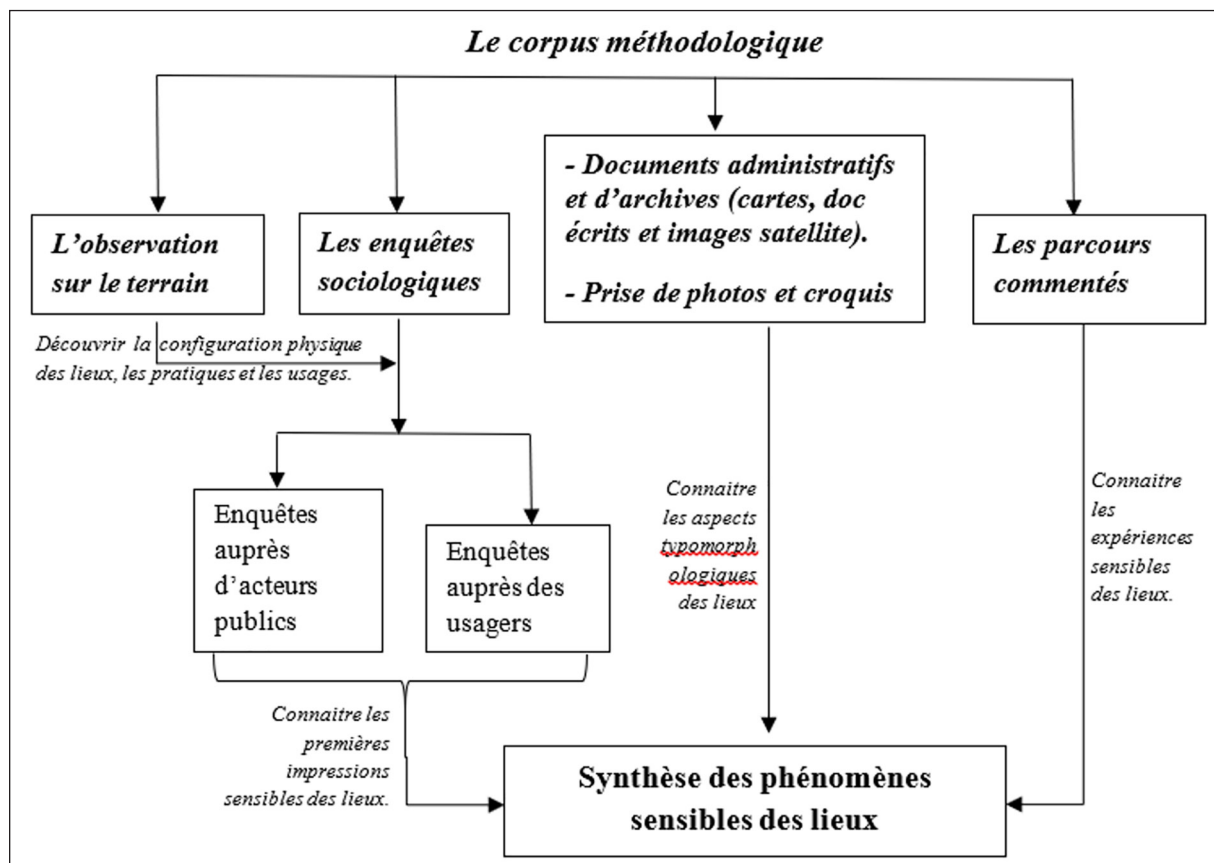 Le corpus méthodologique
L'observation
sur le terrain
Les enquêtes
sociologiques
- Documents administratifs
et d'archives (cartes, doc
écrits et images satellite).
- Prise de photos et croquis
Les parcours
commentés
Découvrir la configuration physique
des lieux, les pratiques et les usages.
Enquêtes
auprès
d'acteurs
publics
Enquêtes
auprès des
usagers
Connaitre
les aspects
typomorph
ologiques
des lieux
Connaitre
les
expériences
sensibles
des lieux.
Connaitre les
premières
impressions
sensibles des lieux.
Synthèse des phénomènes
sensibles des lieux